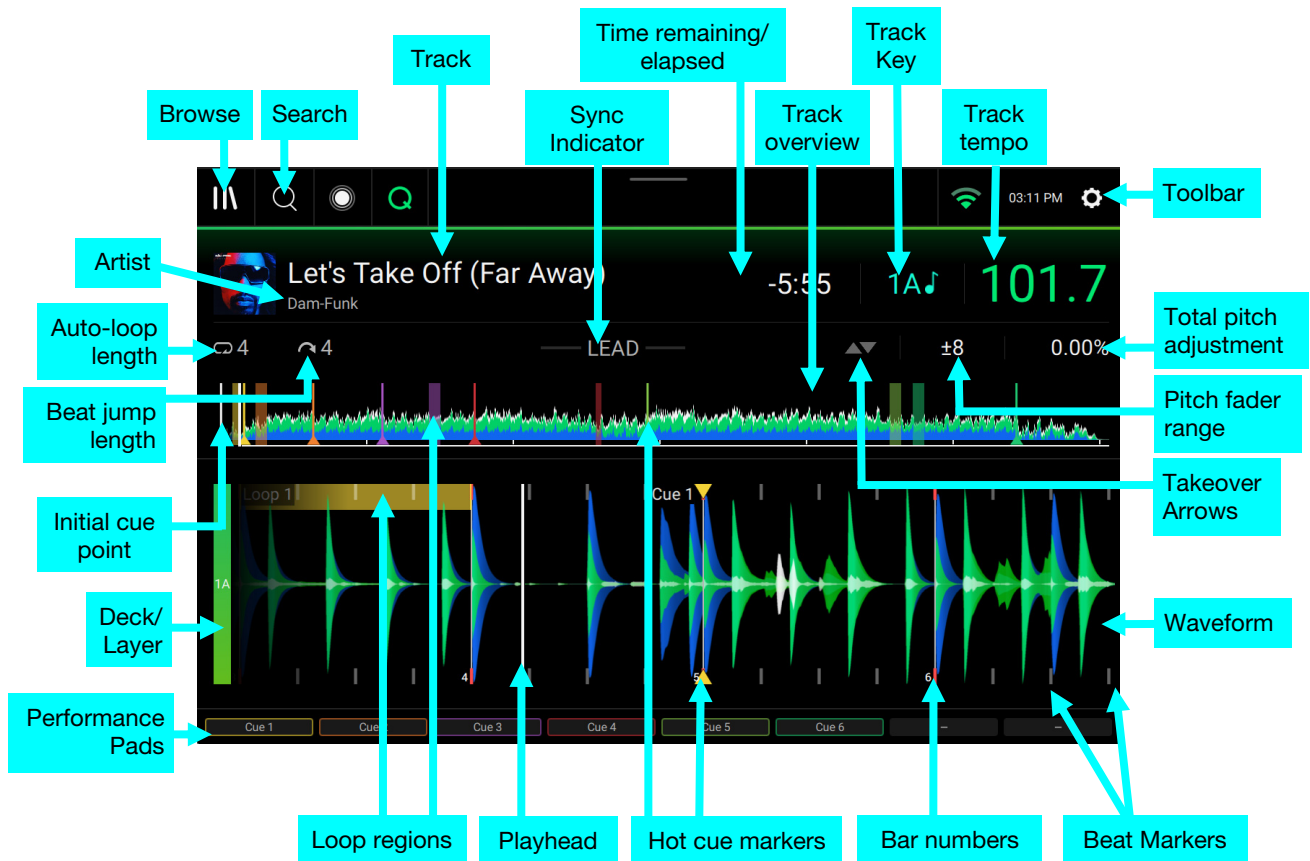 Time remaining/
elapsed
Track
Key
Track
Browse
Search
Sync
Indicator
Track
overview
Track
tempo
03:11 PM
Toolbar
Artist
Let's Take Off (Far Away)
Dam-Funk
-5:55
1A
101.7
Auto-loop
length
4
4
LEAD
±8
0.00%
Total pitch
adjustment
Beat jump
length
Pitch fader
range
Takeover
Arrows
Initial cue
point
Loop 1
Cue 1
1A
Deck/
Layer
Waveform
4
5
6
Performance
Pads
Cue 1
Cue
Cue 3
Cue 4
Cue 5
Cue 6
–
–
Loop regions
Playhead
Hot cue markers
Bar numbers
Beat Markers